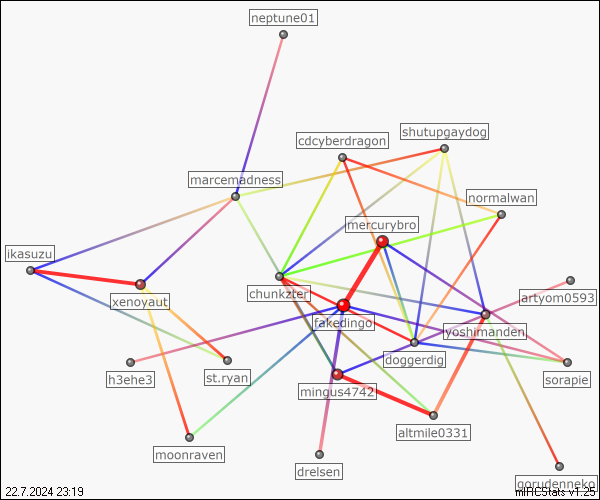 neptune01
shutupgaydog
cdcyberdragon
marcemadness
normalwan
mercurybro
ikasuzu
chunkzter
xenoyaut
artyom0593
fakedingo
yoshimanden
doggerdig
h3ehe3
st.ryan
sorapie
mingus4742
altmile0331
moonraven
drelsen
gorudenneko
22.7.2024 23:19
mIRCStats v1.25